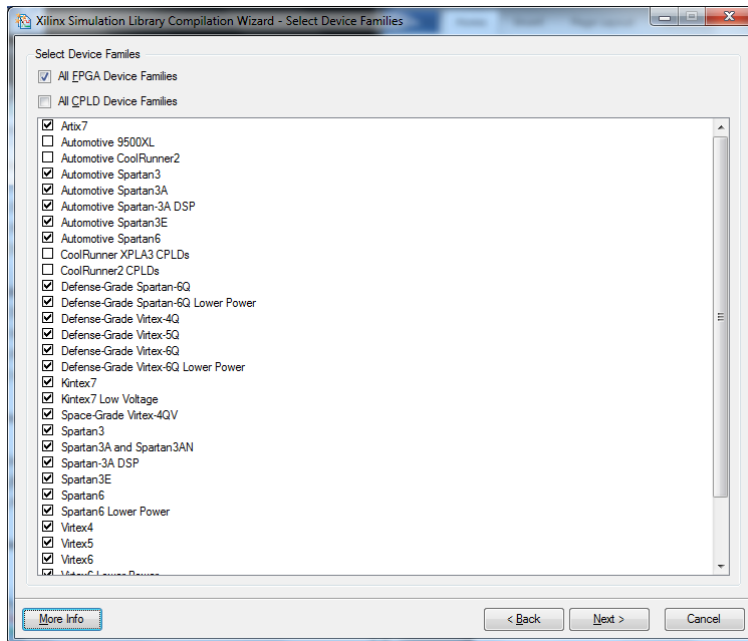 Xilinx Simulation Library Compilation Wizard - Select Device Families
Select Device Familes
All FPGA Device Families
All CPLD Device Families
Artix7
Automotive 9500XL
Automotive CoolRunner2
Automotive Spartan3
Automotive Spartan3A
Automotive Spartan-3A DSP
Automotive Spartan3E
Automotive Spartan6
CoolRunner XPLA3 CPLDs
CoolRunner2 CPLDs
Defense-Grade Spartan-6Q
Defense-Grade Spartan-6Q Lower Power
Defense-Grade Virtex-4Q
Defense-Grade Virtex-5Q
Defense-Grade Virtex-6Q
Defense-Grade Virtex-6Q Lower Power
Kintex7
Kintex7 Low Voltage
Space-Grade Virtex-4QV
Spartan3
Spartan3A and Spartan3AN
Spartan-3A DSP
Spartan3E
Spartan6
Spartan6 Lower Power
Virtex4
Virtex5
Virtex6
Virtex6 Lower Power
More Info
< Back
Next >
Cancel